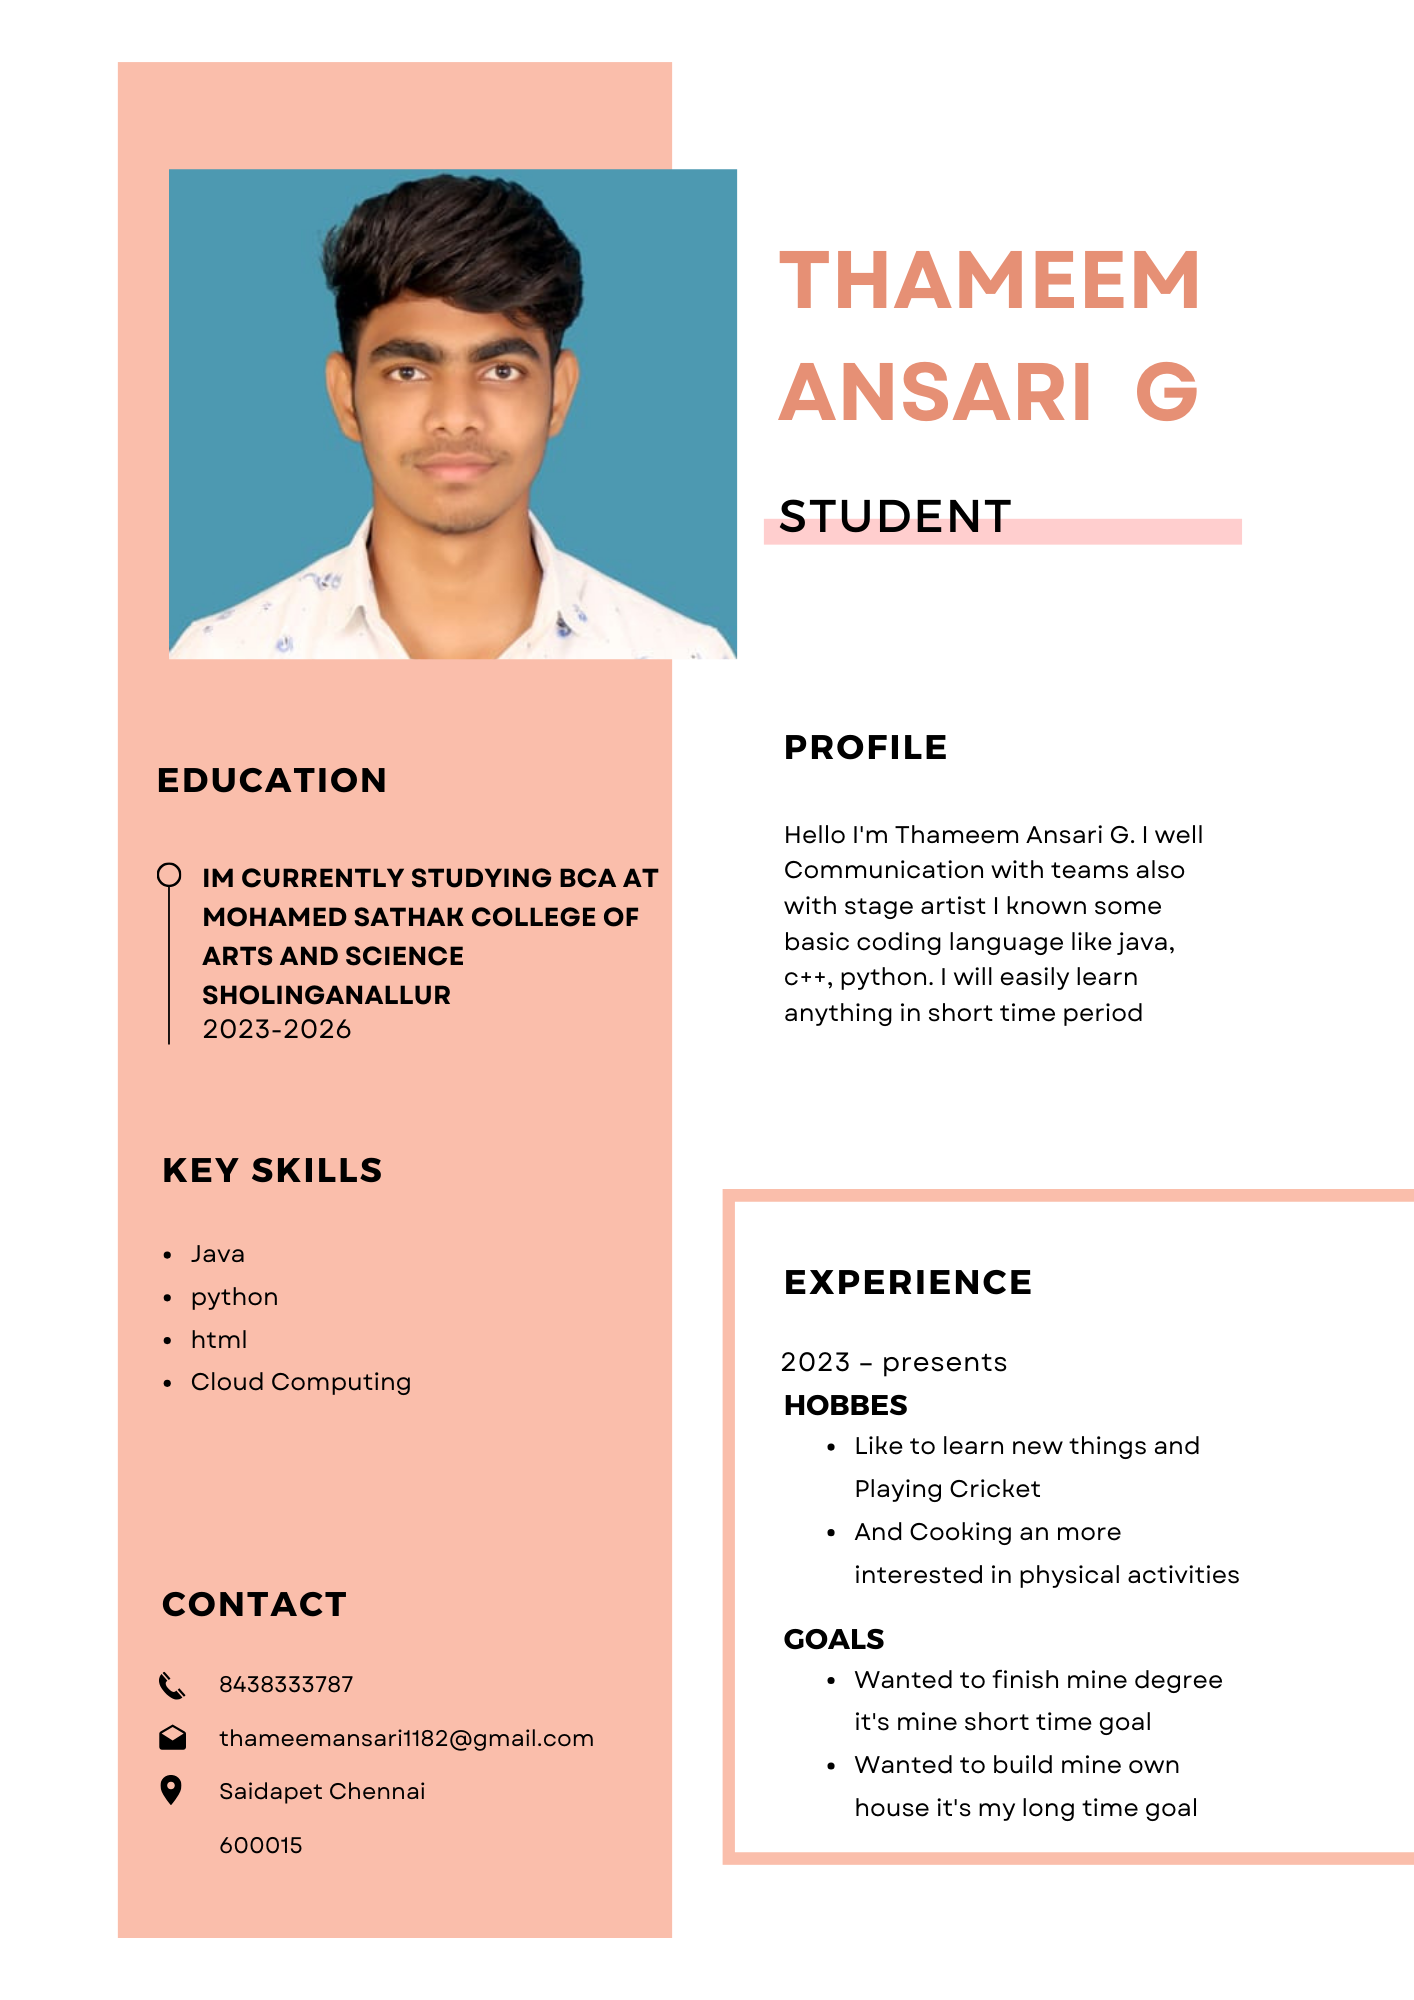 THAMEEM
ANSARI G
STUDENT
EDUCATION
IM CURRENTLY STUDYING BCA AT
MOHAMED SATHAK COLLEGE OF
ARTS AND SCIENCE
SHOLINGANALLUR
2023-2026
KEY SKILLS
• Java
• python
• html
• Cloud Computing
CONTACT
8438333787
thameemansari1182@gmail.com
Saidapet Chennai
600015
PROFILE
Hello I'm Thameem Ansari G. I well
Communication with teams also
with stage artist I known some
basic coding language like java,
c++, python. I will easily learn
anything in short time period
EXPERIENCE
2023 – presents
HOBBES
• Like to learn new things and
Playing Cricket
• And Cooking an more
interested in physical activities
GOALS
• Wanted to finish mine degree
it's mine short time goal
• Wanted to build mine own
house it's my long time goal